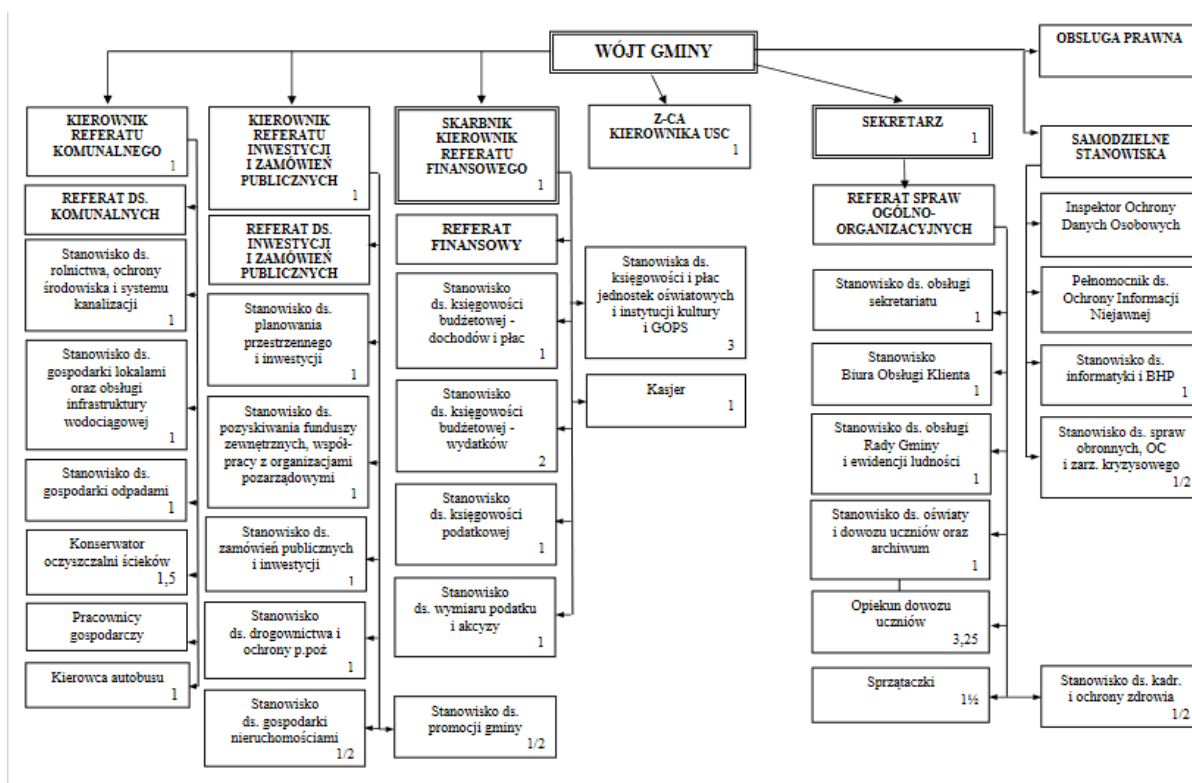 WÓJT GMINY
OBSLUGA PRAWNA
KIEROWNIK
REFERATU
KOMUNALNEGO
1
REFERAT DS.
KOMUNALNYCH
Stanowisko ds.
rolnictwa, ochrony
środowiska i systemu
kanalizacji
1
Stanowisko ds.
gospodarki lokalami
oraz obsługi
infrastruktury
wodociągowej
1
Stanowisko ds.
gospodarki odpadami
1
Konserwator
oczyszczalni ścieków
1,5
Pracownicy
gospodarczy
Kierowca autobusu
1
KIEROWNIK
REFERATU
INWESTYCJI
I ZAMÓWIEŃ
PUBLICZNYCH
1
REFERAT DS.
INWESTYCJI
I ZAMÓWIEŃ
PUBLICZNYCH
Stanowisko ds.
planowania
przestrzennego
i inwestycji
1
Stanowisko ds.
pozyskiwania funduszy
zewnętrznych, współ-
pracy z organizacjami
pozarządowymi
1
Stanowisko ds.
zamówień publicznych
i inwestycji
1
Stanowisko
ds. drogownictwa i
ochrony p.poż
1
Stanowisko
ds. gospodarki
nieruchomościami
1/2
SKARBNIK
KIEROWNIK
REFERATU
FINANSOWEGO
1
REFERAT
FINANSOWY
Stanowisko
ds. księgowości
budżetowej -
dochodów i płac
1
Stanowisko
ds. księgowości
budżetowej -
wydatków
2
Stanowisko
ds. księgowości
podatkowej
1
Stanowisko
ds. wymiaru podatku
i akcyzy
1
Stanowisko ds.
promocji gminy
1/2
Z-CA
KIEROWNIKA USC
1
Stanowiska ds.
księgowości i płac
jednostek oświatowych
i instytucji kultury
i GOPS
3
Kasjer
1
SEKRETARZ
1
REFERAT SPRAW
OGÓLNO-
ORGANIZACYJNYCH
Stanowisko ds. obsługi
sekretariatu
1
Stanowisko
Biura Obsługi Klienta
1
Stanowisko ds. obsługi
Rady Gminy
i ewidencji ludności
1
Stanowisko ds. oświaty
i dowozu uczniów oraz
archiwum
1
Opiekun dowozu
uczniów
3,25
Sprzątaczki
1½
SAMODZIELNE
STANOWISKA
Inspektor Ochrony
Danych Osobowych
Pełnomocnik ds.
Ochrony Informacji
Niejawnej
Stanowisko ds.
informatyki i BHP
1
Stanowisko ds. spraw
obronnych, OC
i zarz. kryzysowego
1/2
Stanowisko ds. kadr.
i ochrony zdrowia
1/2